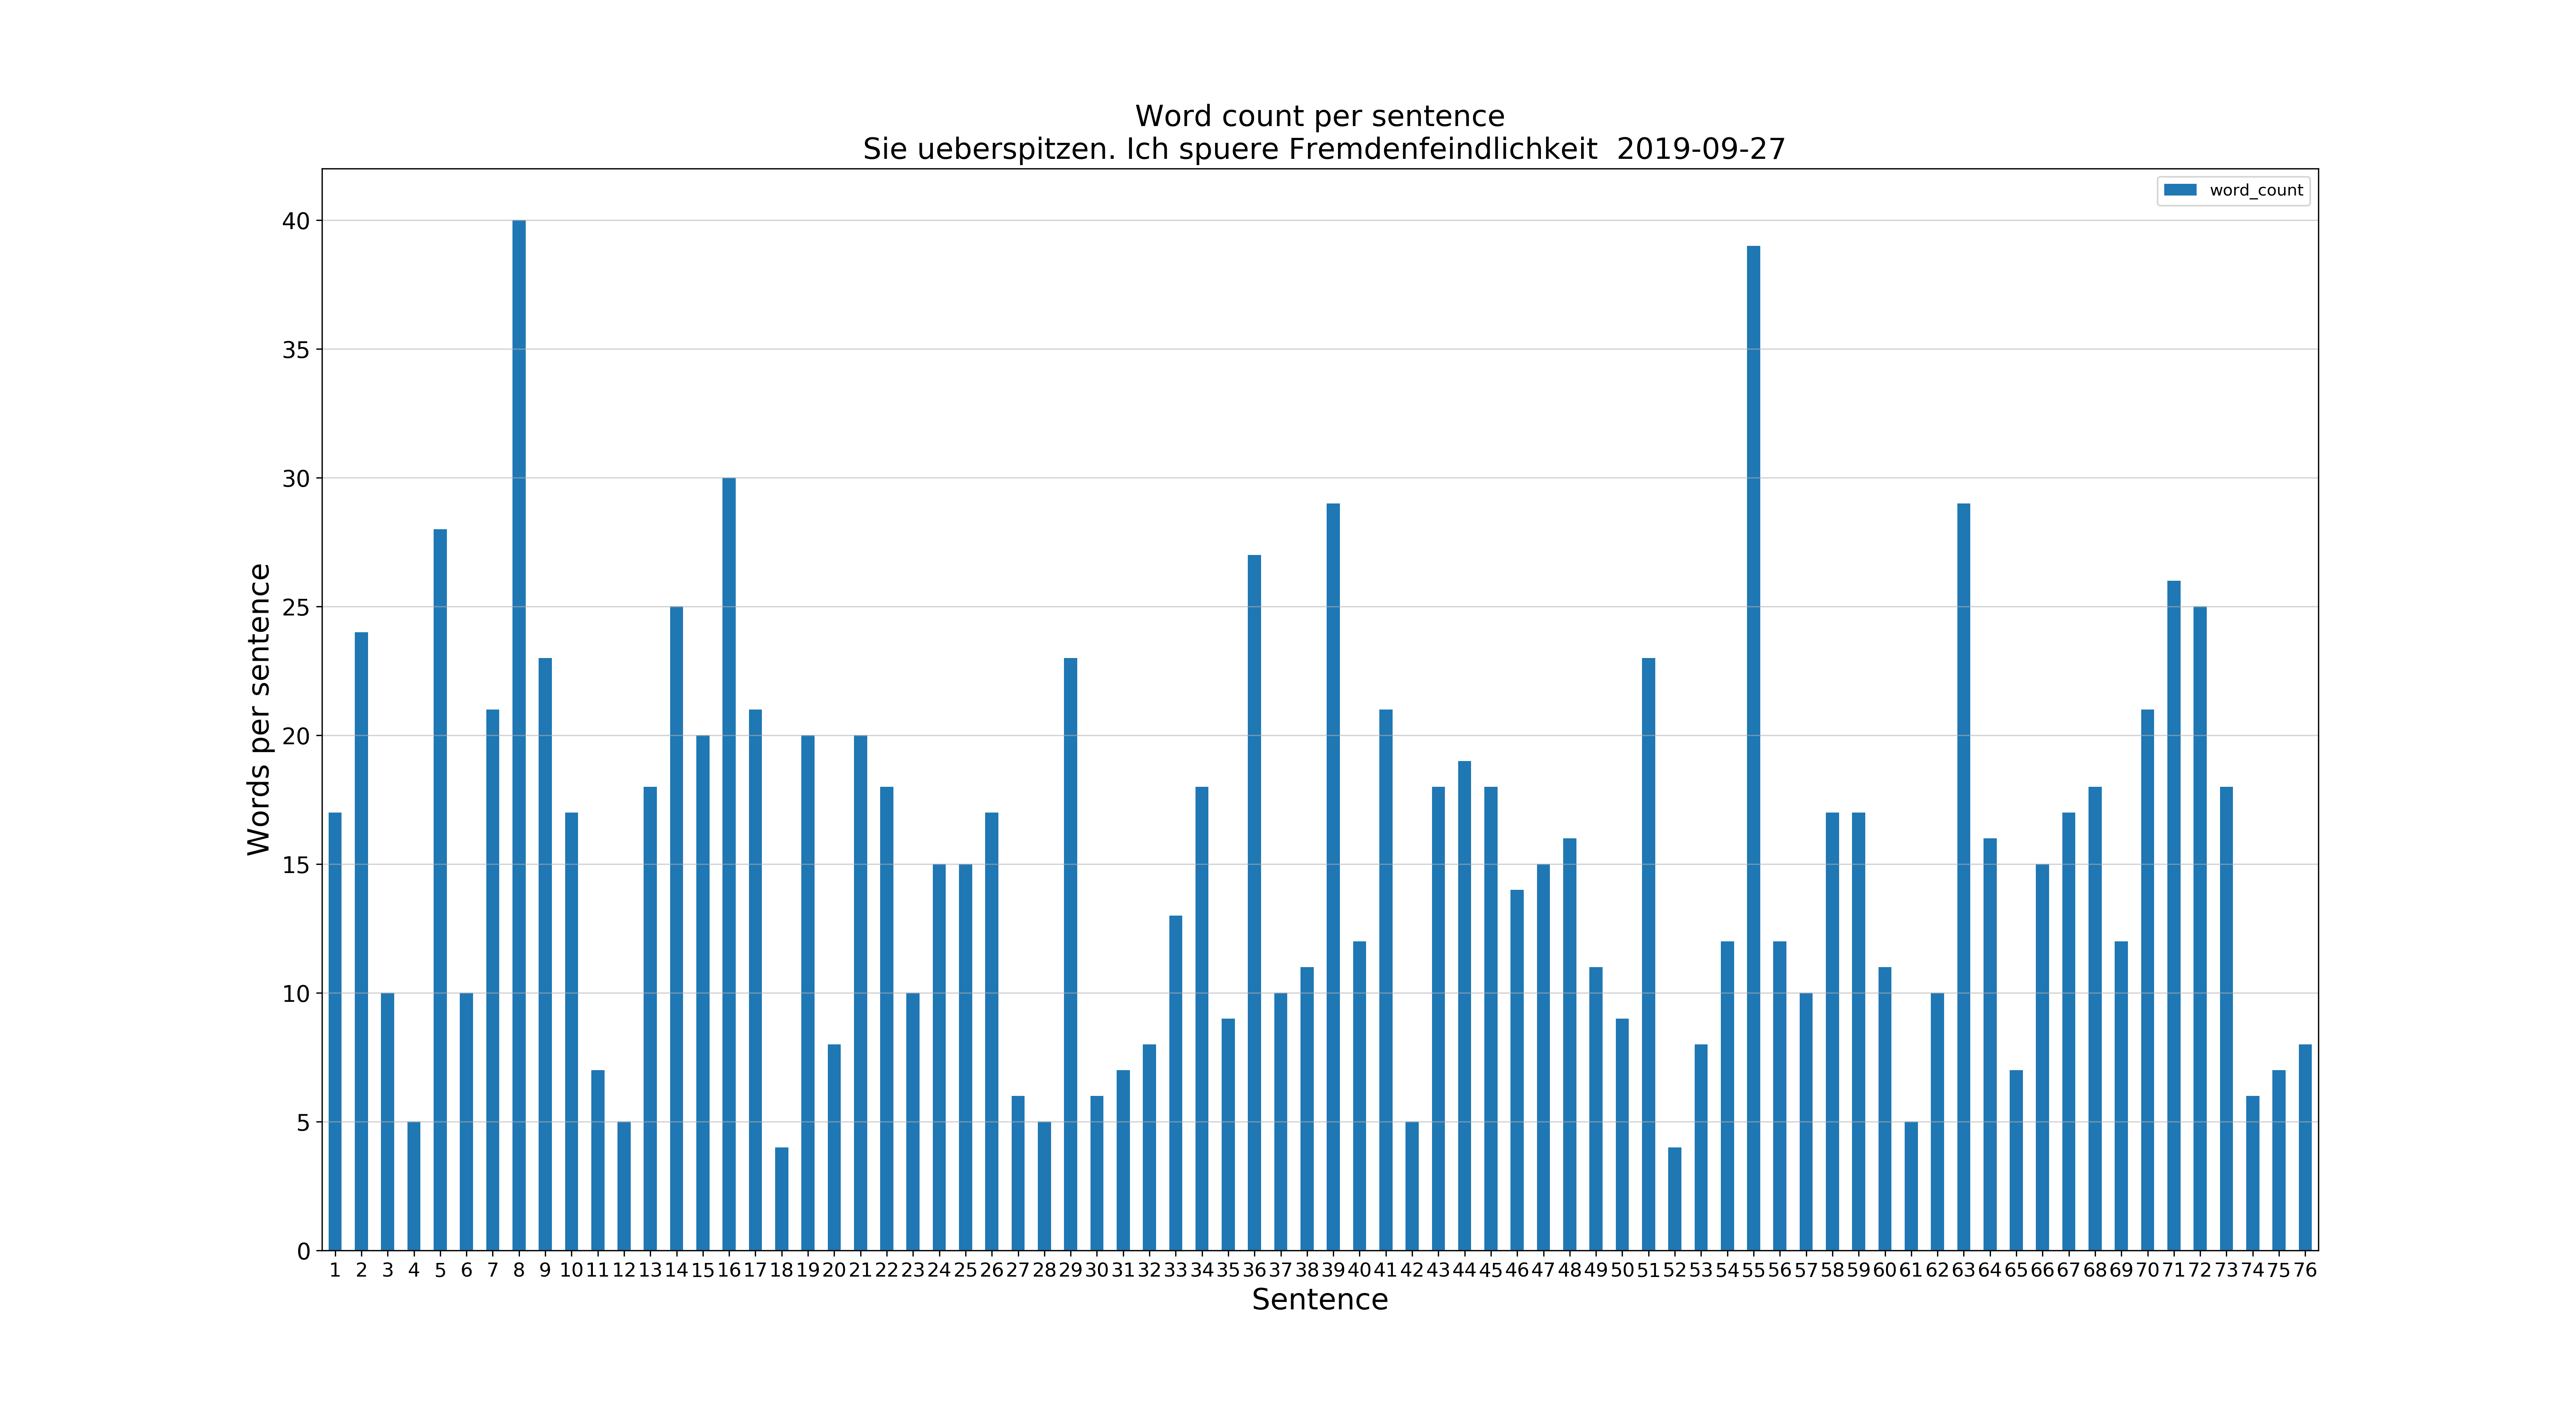 Word count per sentence
Sie ueberspitzen. Ich spuere Fremdenfeindlichkeit  2019-09-27
word_count
40
35
30
25
20
15
10
5
0
Words per sentence
1 2 3 4 5 6 7 8 9 10 11 12 13 14 15 16 17 18 19 20 21 22 23 24 25 26 27 28 29 30 31 32 33 34 35 36 37 38 39 40 41 42 43 44 45 46 47 48 49 50 51 52 53 54 55 56 57 58 59 60 61 62 63 64 65 66 67 68 69 70 71 72 73 74 75 76
Sentence